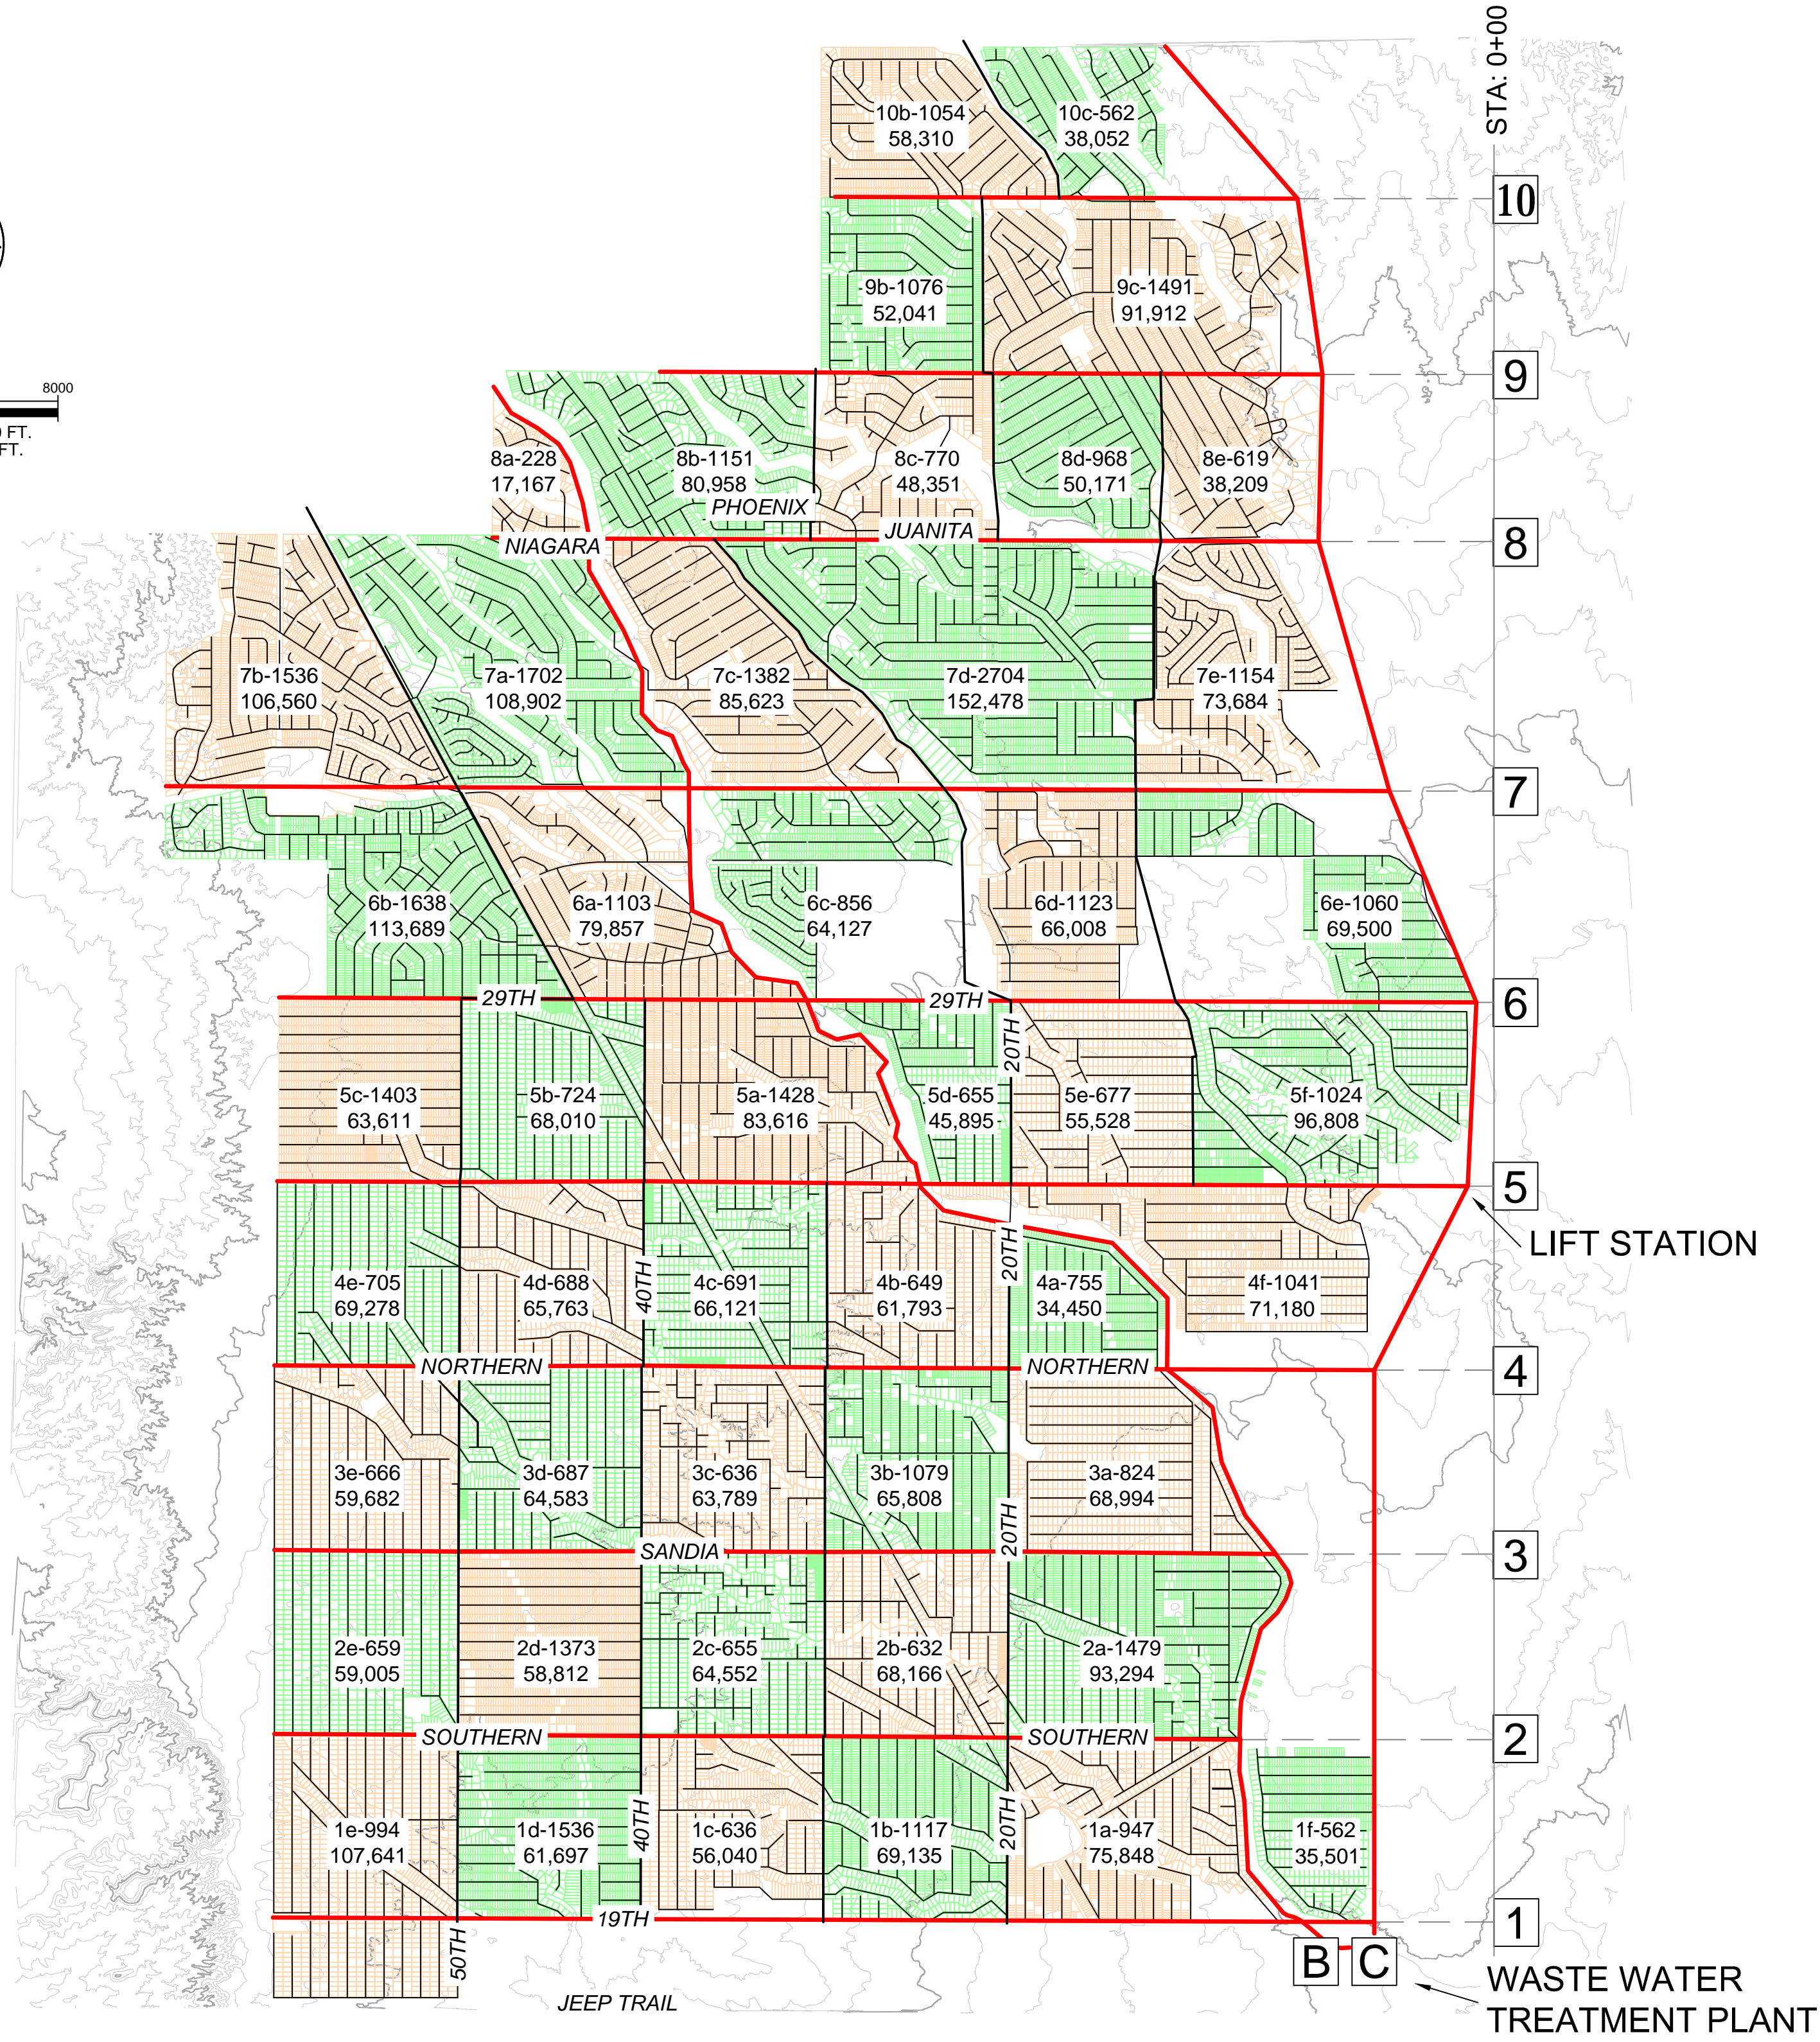 STA: 0+00
10b-1054
58,310
10c-562
38,052
10
9b-1076
52,041
9c-1491
91,912
9
8000
FT.
FT.
8a-228
17,167
8b-1151
80,958
8c-770
48,351
8d-968
50,171
8e-619
38,209
PHOENIX
JUANITA
NIAGARA
8
7b-1536
106,560
7a-1702
108,902
7c-1382
85,623
7d-2704
152,478
7e-1154
73,684
7
6b-1638
113,689
6a-1103
79,857
6c-856
64,127
6d-1123
66,008
6e-1060
69,500
29TH
29TH
6
20TH
5c-1403
63,611
5b-724
68,010
5a-1428
83,616
5d-655
45,895
5e-677
55,528
5f-1024
96,808
5
LIFT STATION
4e-705
69,278
4d-688
65,763
40TH
4c-691
66,121
4b-649
61,793
20TH
4a-755
34,450
4f-1041
71,180
NORTHERN
NORTHERN
4
3e-666
59,682
3d-687
64,583
3c-636
63,789
3b-1079
65,808
3a-824
68,994
20TH
SANDIA
3
2e-659
59,005
2d-1373
58,812
2c-655
64,552
2b-632
68,166
2a-1479
93,294
SOUTHERN
SOUTHERN
2
1e-994
107,641
1d-1536
61,697
40TH
1c-636
56,040
1b-1117
69,135
20TH
1a-947
75,848
1f-562
35,501
19TH
1
50TH
B
C
JEEP TRAIL
WASTE WATER
TREATMENT PLANT